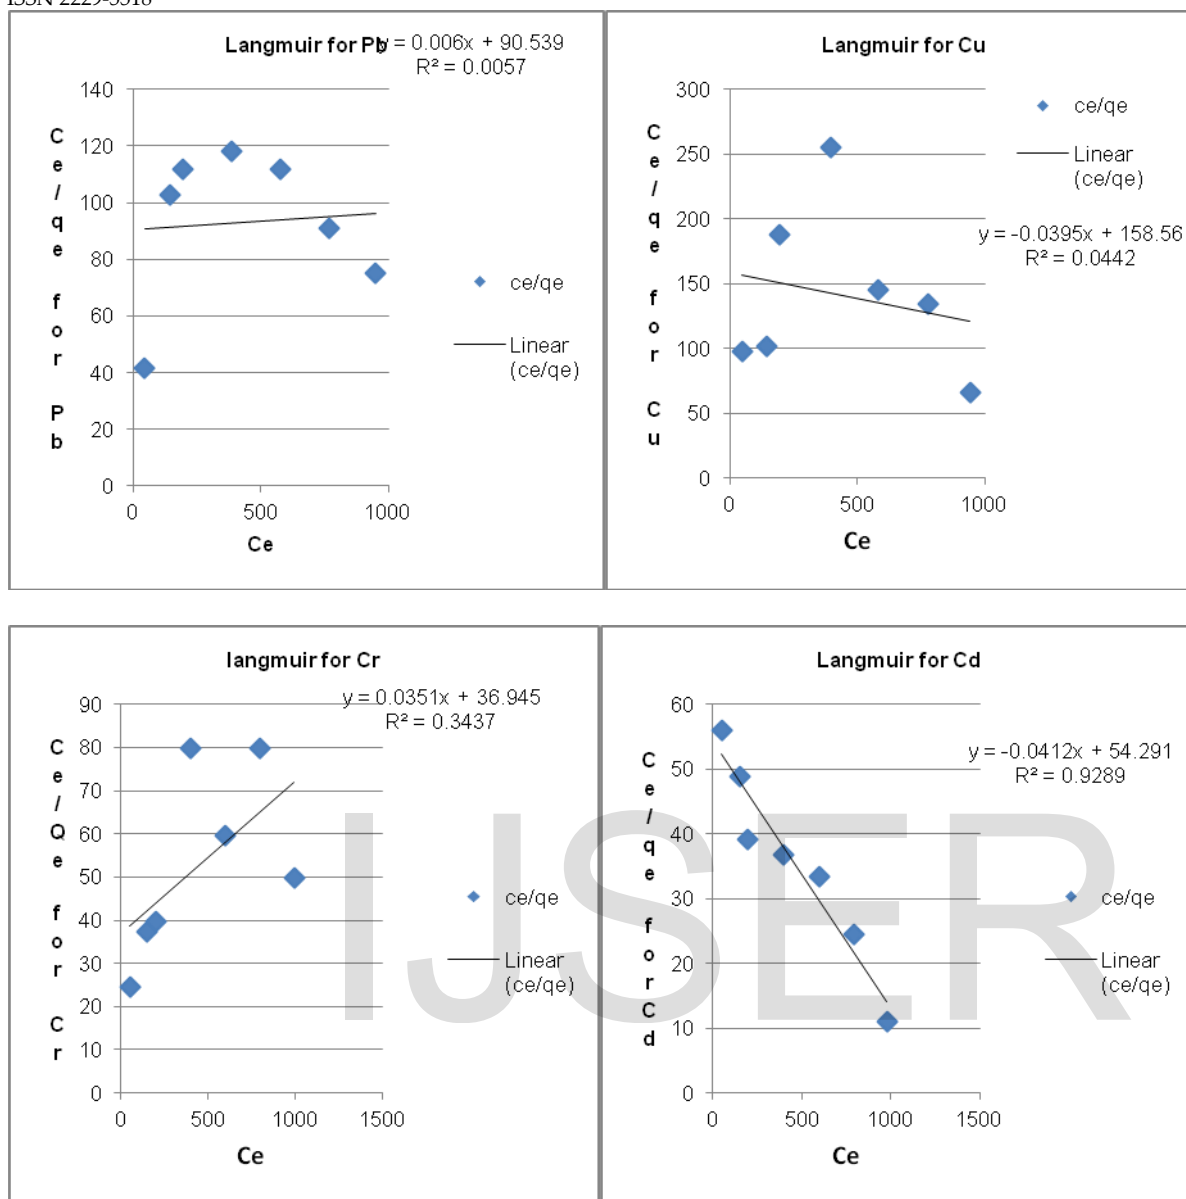 ISSN 2229-5518
Langmuir for Pb
y = 0.006x + 90.539
R² = 0.0057
140
120
100
80
60
40
20
0
0 500 1000
Ce/qe for Pb
Ce
ce/qe
Linear
(ce/qe)
Langmuir for Cu
300
250
200
150
100
50
0
0 500 1000
Ce/qe for Cu
Ce
ce/qe
Linear
(ce/qe)
y = -0.0395x + 158.56
R² = 0.0442
langmuir for Cr
y = 0.0351x + 36.945
R² = 0.3437
90
80
70
60
50
40
30
20
10
0
0 500 1000 1500
Ce/Qe for Cr
Ce
ce/qe
Linear
(ce/qe)
Langmuir for Cd
60
50
40
30
20
10
0
0 500 1000 1500
Ce/qe for Cd
Ce
y = -0.0412x + 54.291
R² = 0.9289
ce/qe
Linear
(ce/qe)
IJSER